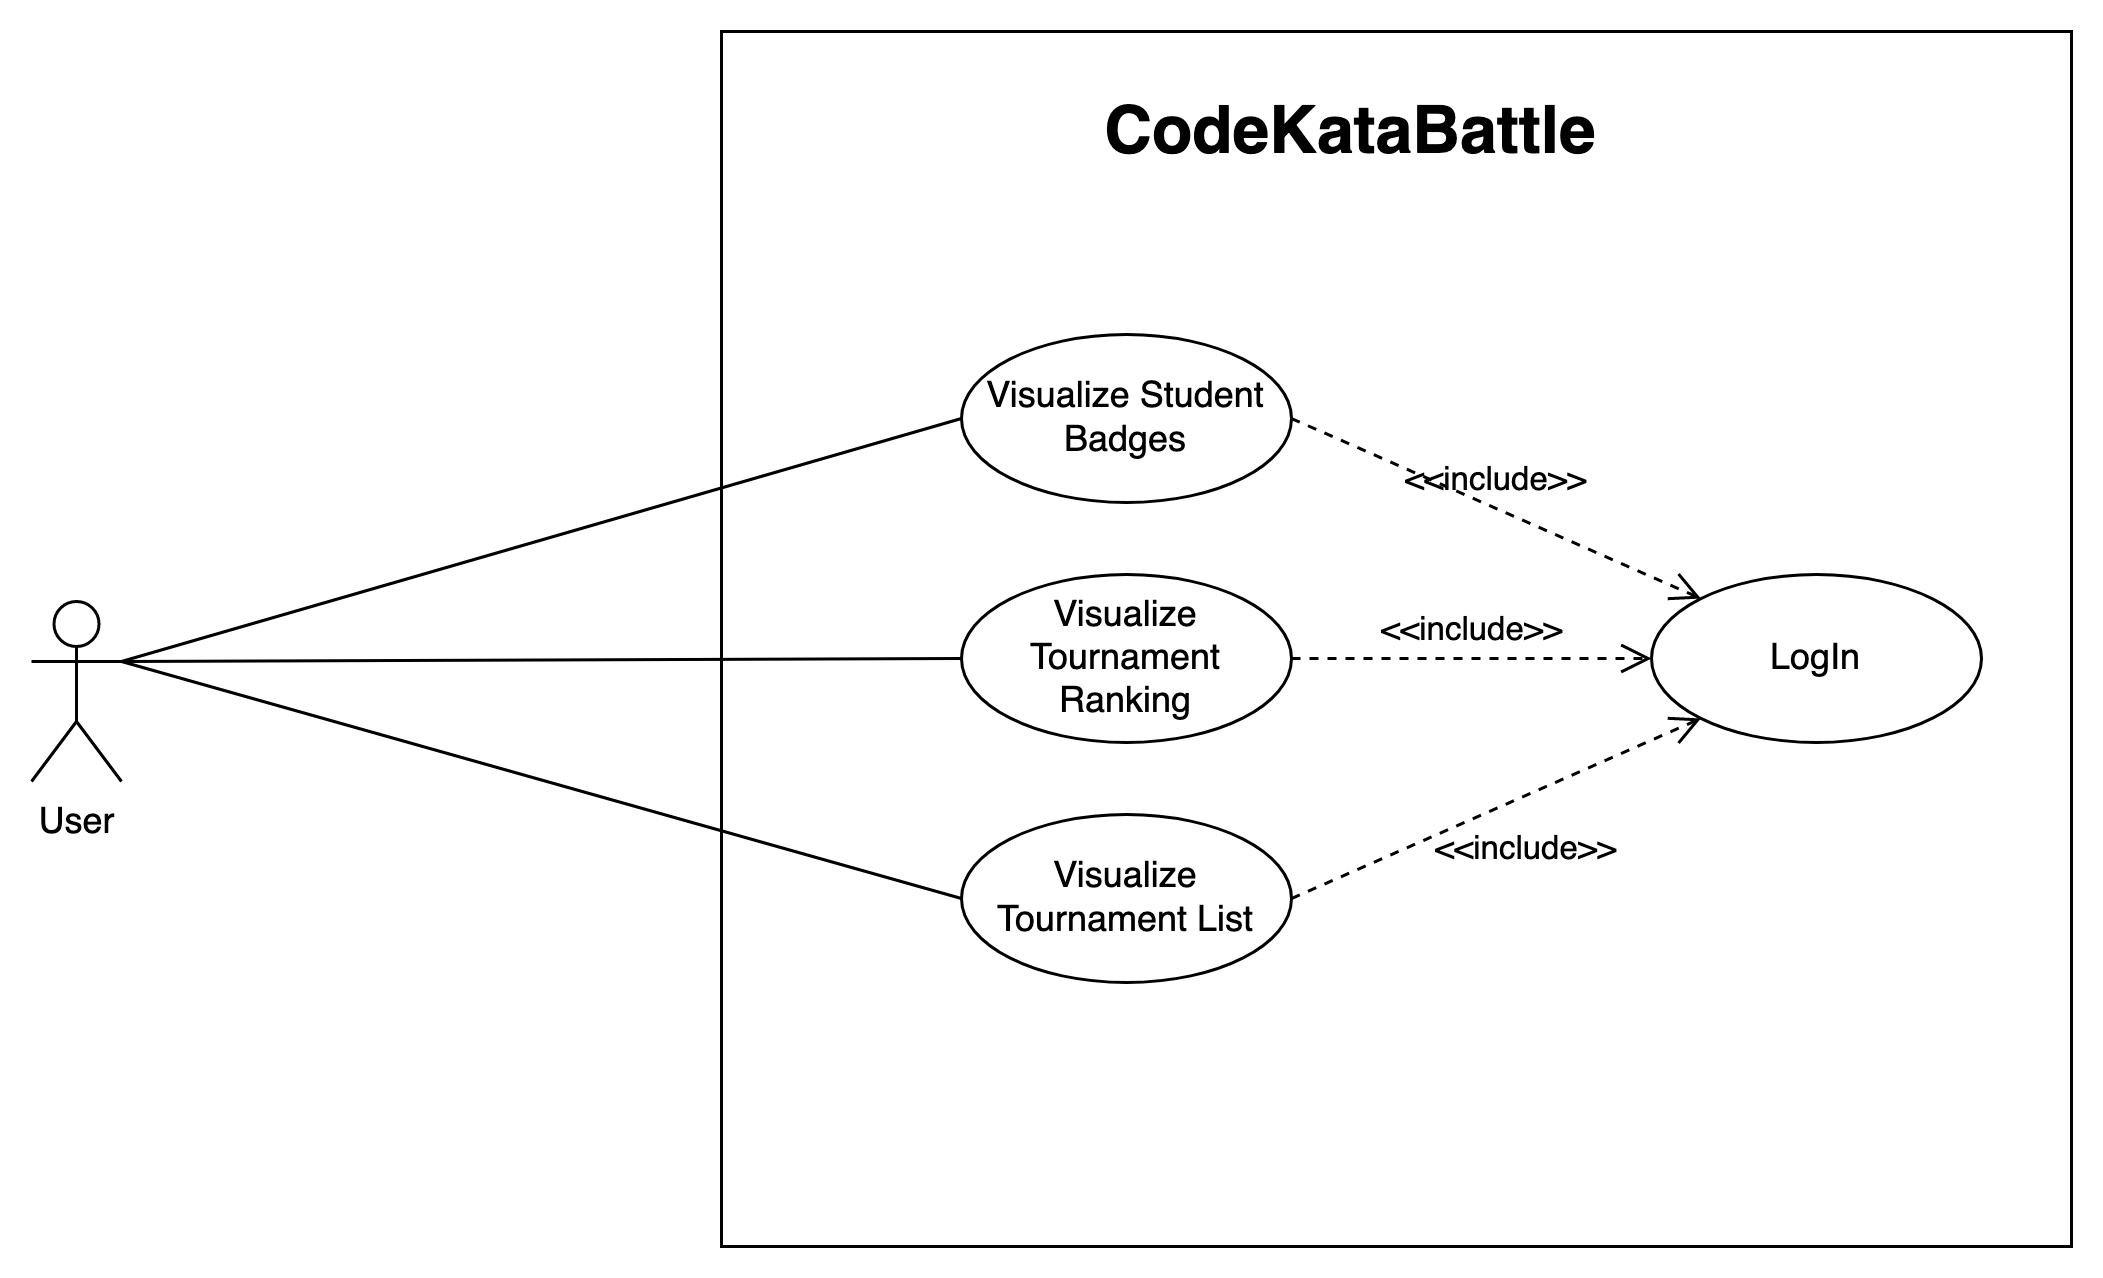 CodeKataBattle
Visualize Student
Badges
<<include>>
Visualize
Tournament
Ranking
<<include>>
LogIn
User
Visualize
Tournament List
<<include>>